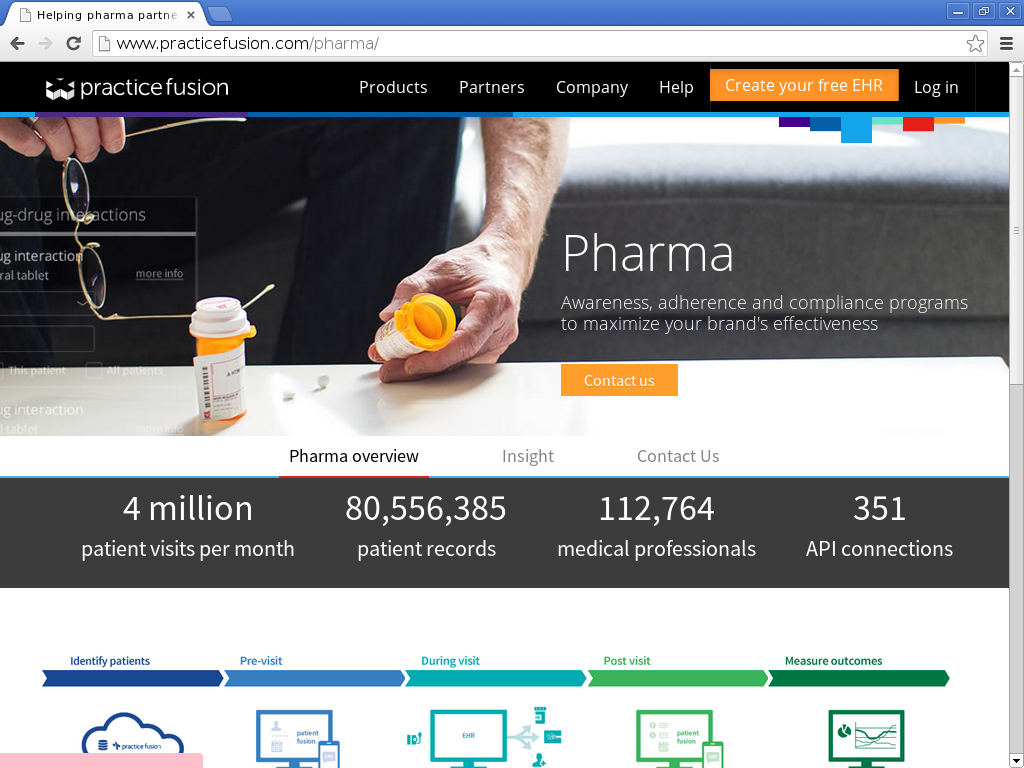 Helping pharma partne
www.practicefusion.com/pharma/
practice fusion
Products
Partners
Company
Help
Create your free EHR
Log in
ug-drug interactions
ug interaction
ral tablet
more info
This patient
All patients
ug interaction
l tablet
more info
Pharma
Awareness, adherence and compliance programs
to maximize your brand's effectiveness
Contact us
Pharma overview
Insight
Contact Us
4 million
80,556,385
112,764
351
patient visits per month
patient records
medical professionals
API connections
Identify patients
Pre-visit
During visit
Post visit
Measure outcomes
practice fusion
patient
fusion
EHR
patient
fusion